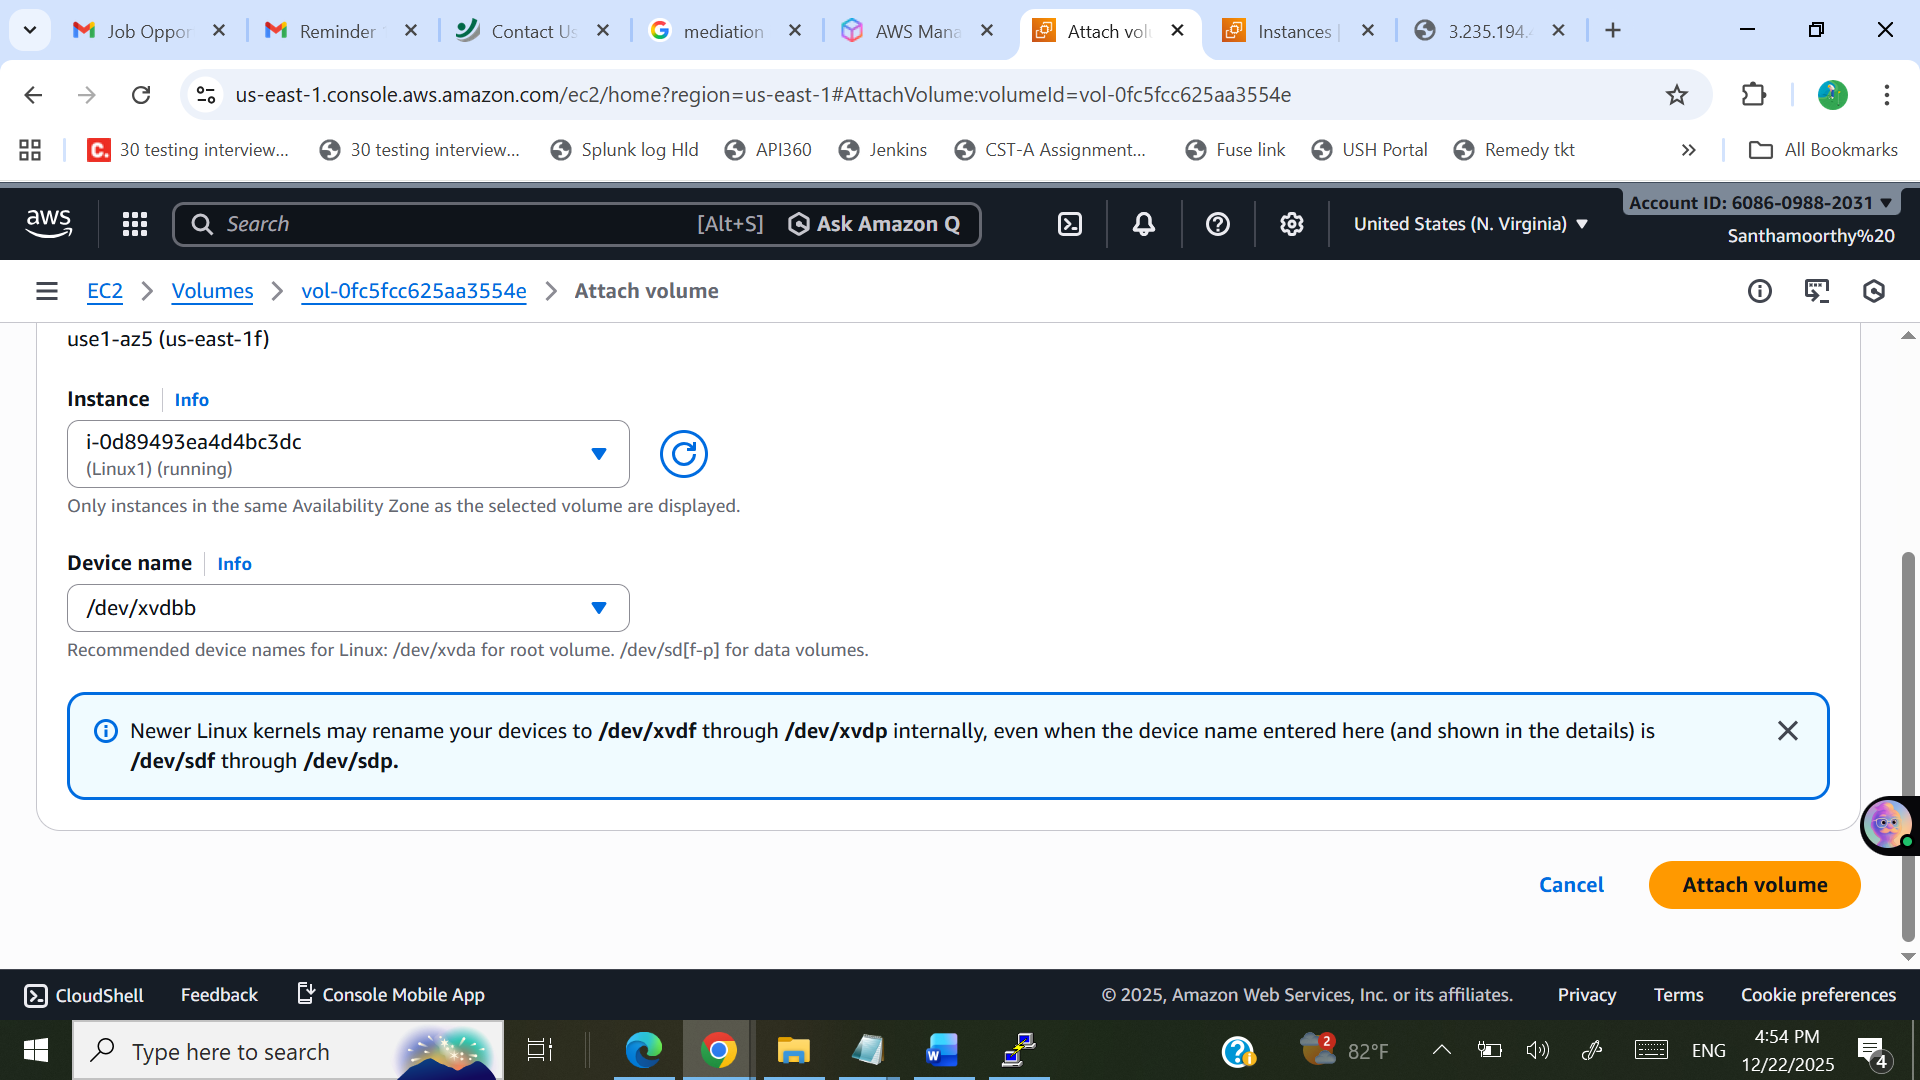 Job Oppor
Reminder
Contact Us
mediation
AWS Mana
Attach vol
Instances |
3.235.194.
us-east-1.console.aws.amazon.com/ec2/home?region=us-east-1#AttachVolume:volumeId=vol-0fc5fcc625aa3554e
30 testing interview...
30 testing interview...
Splunk log Hld
API360
Jenkins
CST-A Assignment...
Fuse link
USH Portal
Remedy tkt
»
All Bookmarks
aws
Search
[Alt+S]
Ask Amazon Q
United States (N. Virginia)
Account ID: 6086-0988-2031
Santhamoorthy%20
EC2
Volumes
vol-0fc5fcc625aa3554e
Attach volume
use1-az5 (us-east-1f)
Instance
Info
i-0d89493ea4d4bc3dc
(Linux1) (running)
Only instances in the same Availability Zone as the selected volume are displayed.
Device name
Info
/dev/xvdbb
Recommended device names for Linux: /dev/xvda for root volume. /dev/sd[f-p] for data volumes.
Newer Linux kernels may rename your devices to /dev/xvdf through /dev/xvdp internally, even when the device name entered here (and shown in the details) is
/dev/sdf through /dev/sdp.
Cancel
Attach volume
CloudShell
Feedback
Console Mobile App
© 2025, Amazon Web Services, Inc. or its affiliates.
Privacy
Terms
Cookie preferences
Type here to search
2
82°F
ENG
4:54 PM
12/22/2025
4